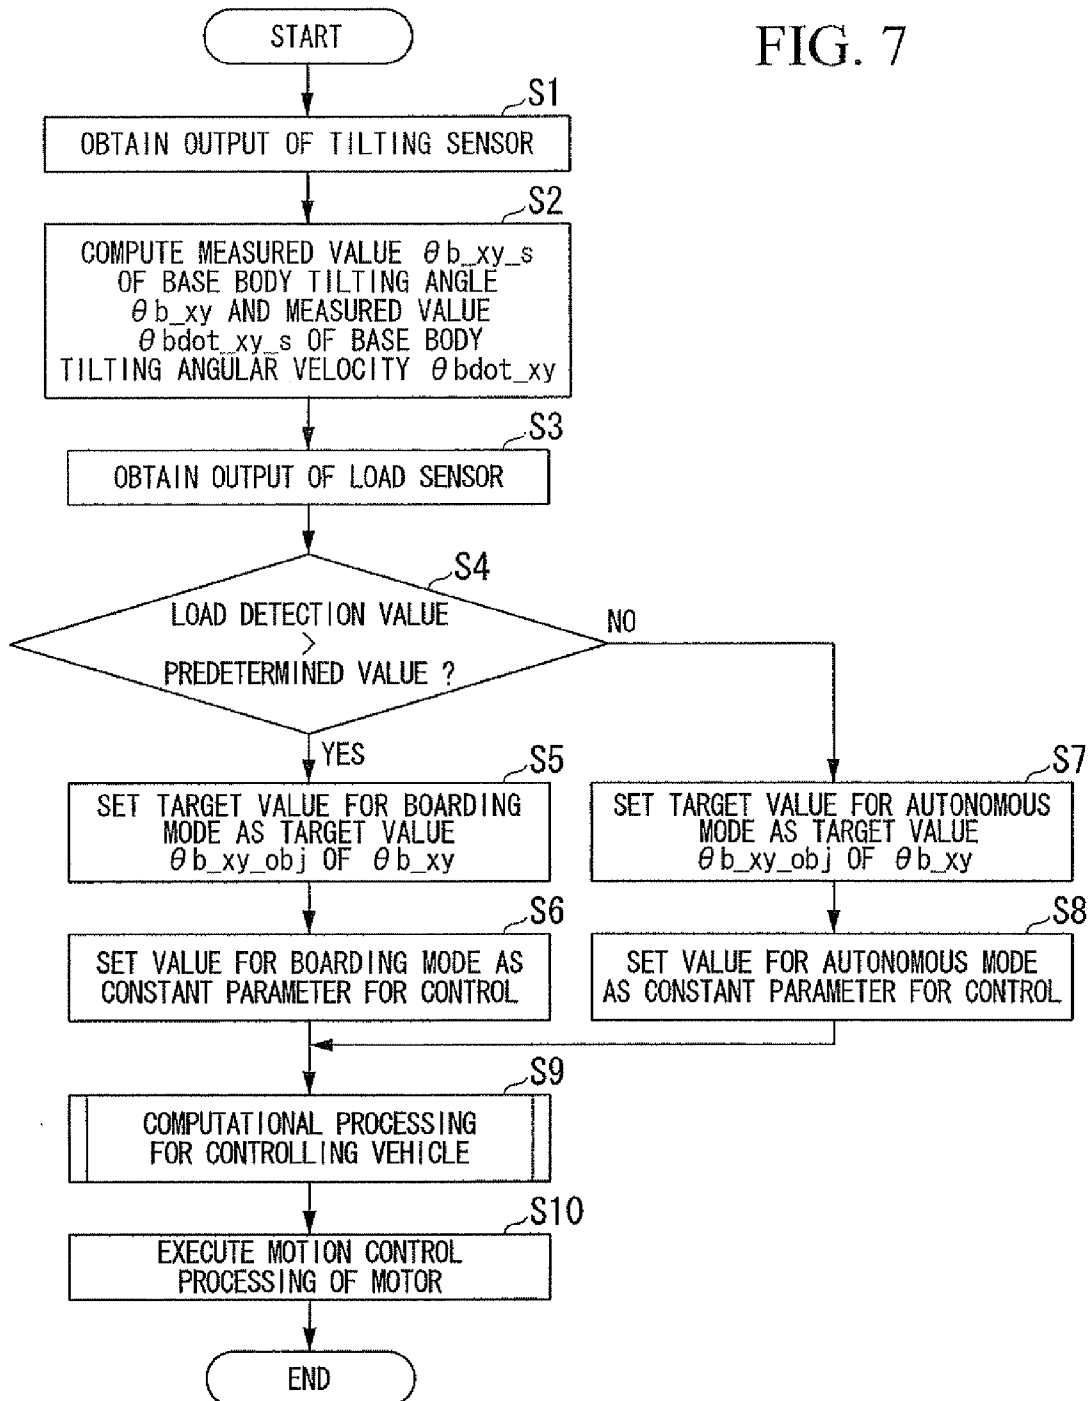 START
FIG. 7
S1
OBTAIN OUTPUT OF TILTING SENSOR
S2
COMPUTE MEASURED VALUE θb_xy_s
OF BASE BODY TILTING ANGLE
θb_xy AND MEASURED VALUE
θbdot_xy_s OF BASE BODY
TILTING ANGULAR VELOCITY θbdot_xy
S3
OBTAIN OUTPUT OF LOAD SENSOR
S4
LOAD DETECTION VALUE
>
PREDETERMINED VALUE ?
NO
YES
S5
SET TARGET VALUE FOR BOARDING
MODE AS TARGET VALUE
θb_xy_obj OF θb_xy
S7
SET TARGET VALUE FOR AUTONOMOUS
MODE AS TARGET VALUE
θb_xy_obj OF θb_xy
S6
SET VALUE FOR BOARDING MODE AS
CONSTANT PARAMETER FOR CONTROL
S8
SET VALUE FOR AUTONOMOUS MODE
AS CONSTANT PARAMETER FOR CONTROL
S9
COMPUTATIONAL PROCESSING
FOR CONTROLLING VEHICLE
S10
EXECUTE MOTION CONTROL
PROCESSING OF MOTOR
END